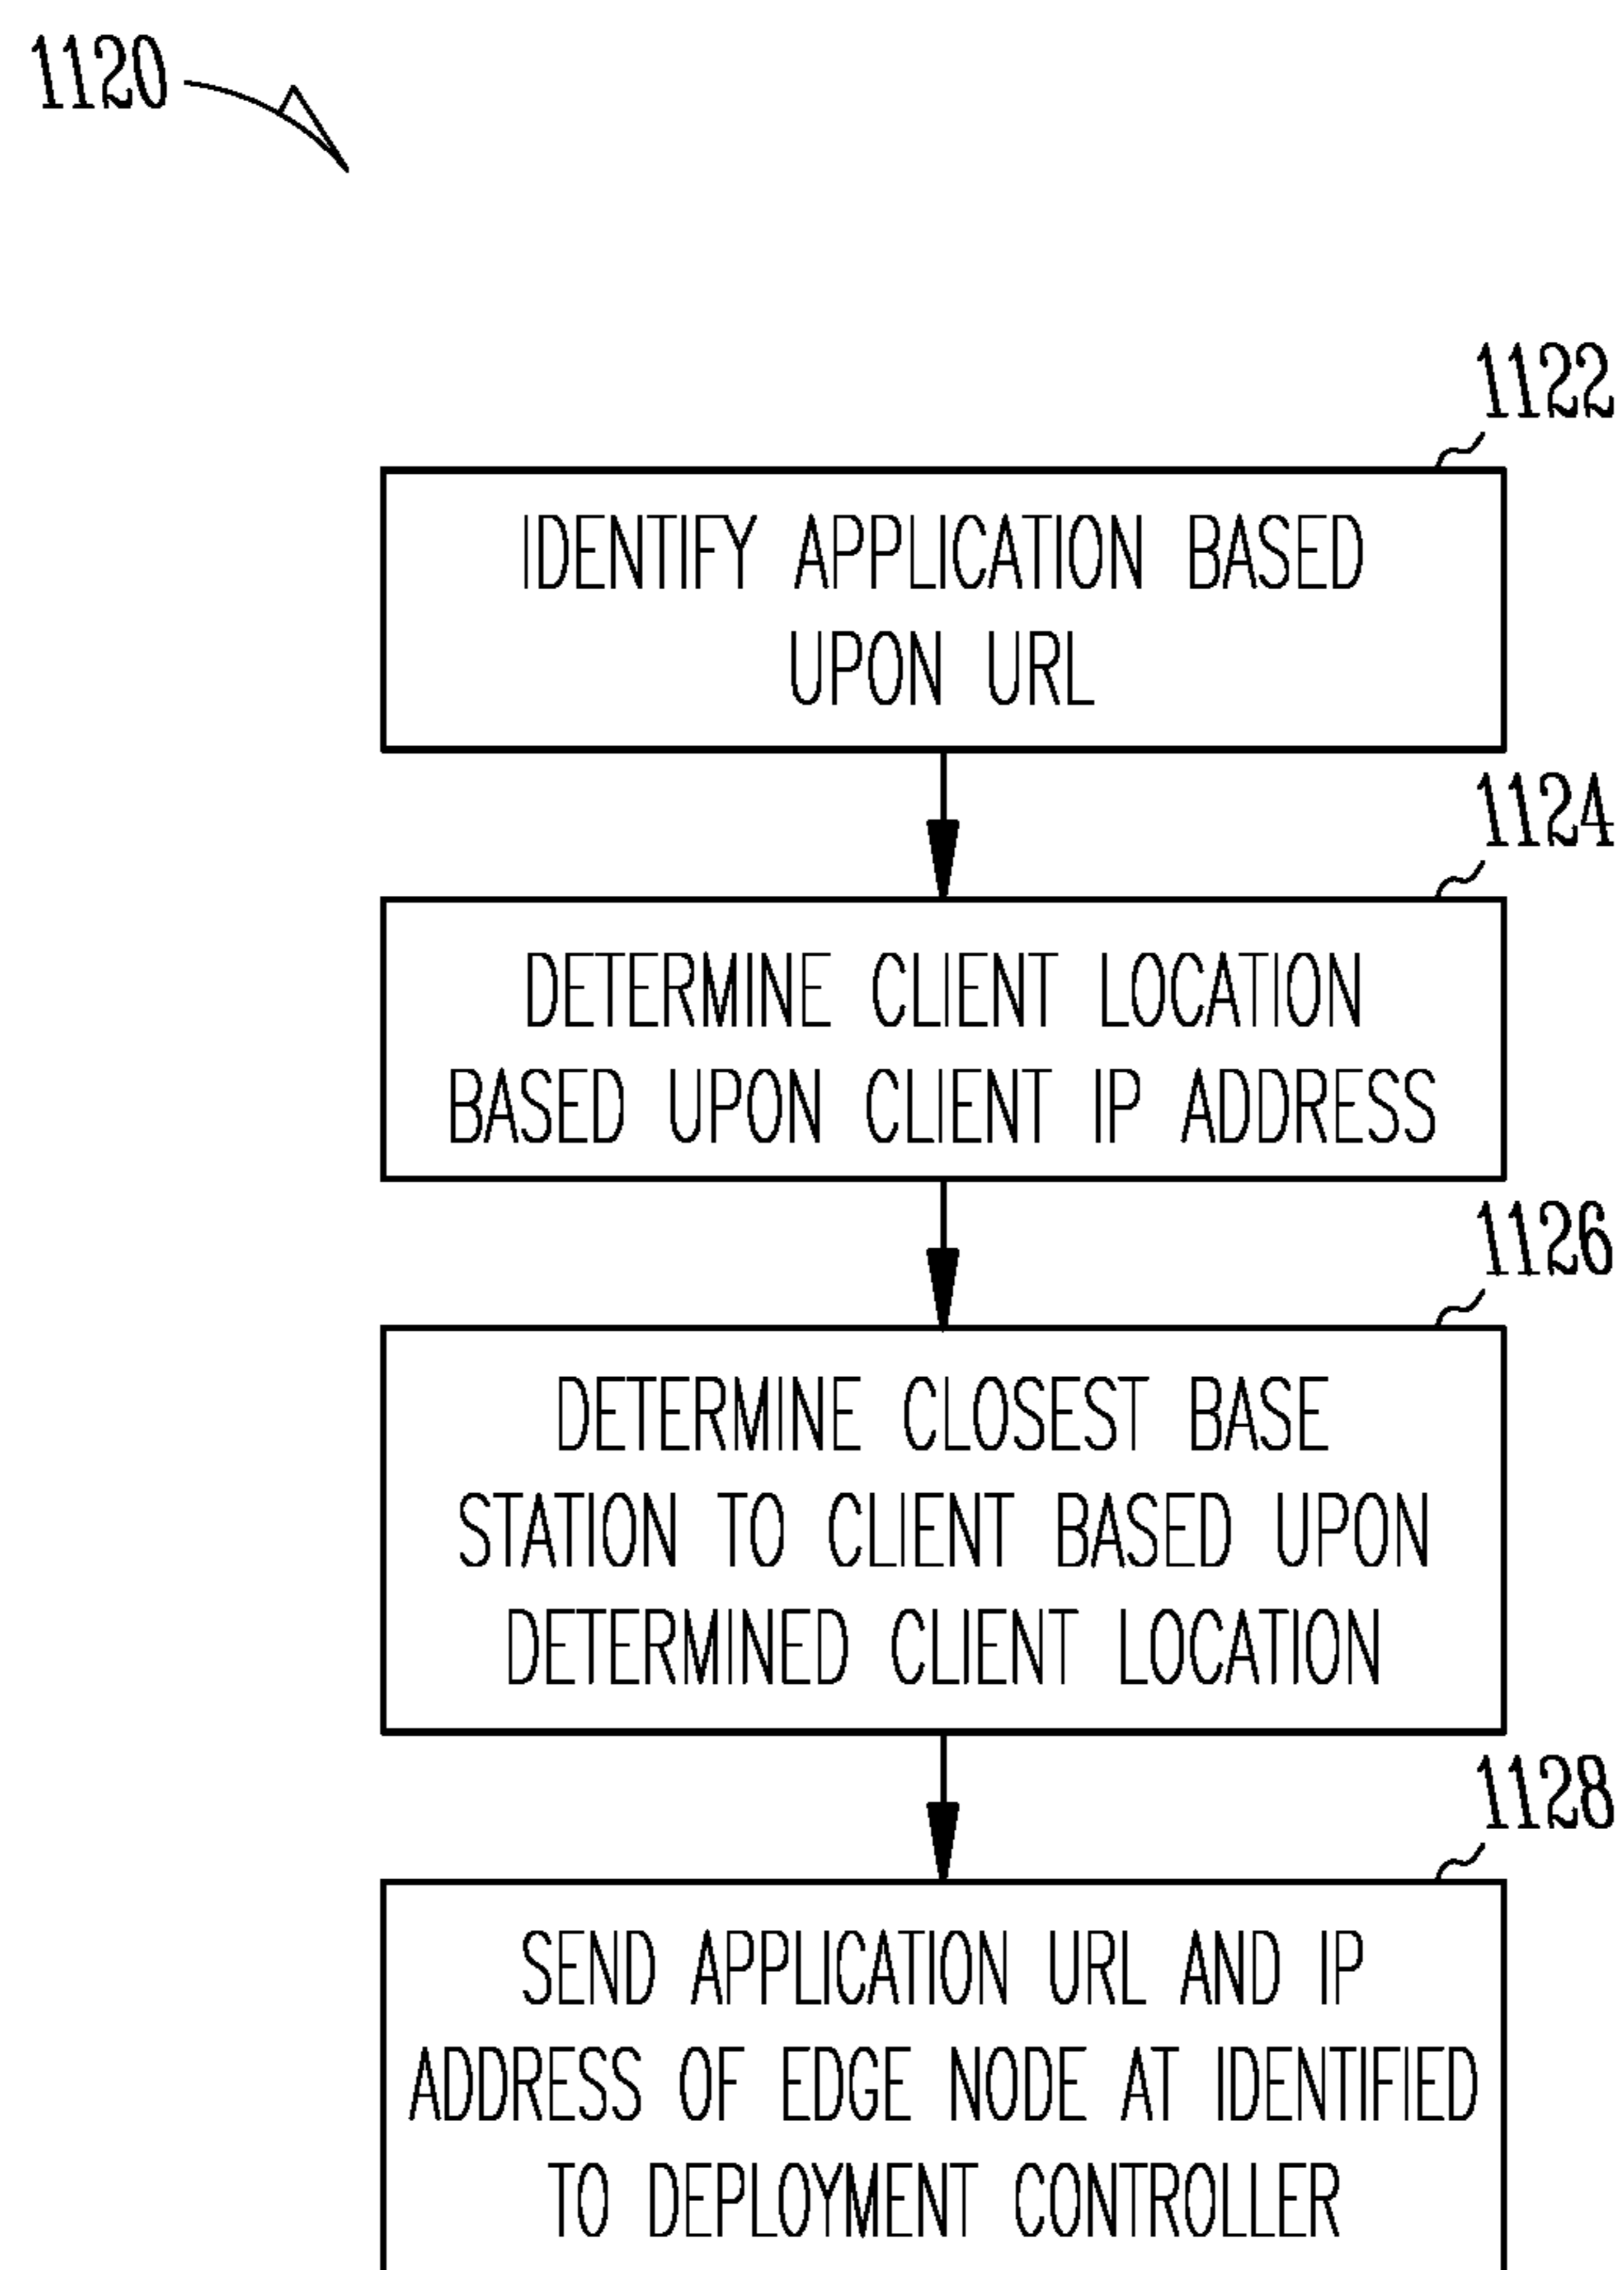 1120
1122
IDENTIFY APPLICATION BASED
UPON URL
1124
DETERMINE CLIENT LOCATION
BASED UPON CLIENT IP ADDRESS
1126
DETERMINE CLOSEST BASE
STATION TO CLIENT BASED UPON
DETERMINED CLIENT LOCATION
1128
SEND APPLICATION URL AND IP
ADDRESS OF EDGE NODE AT IDENTIFIED
TO DEPLOYMENT CONTROLLER